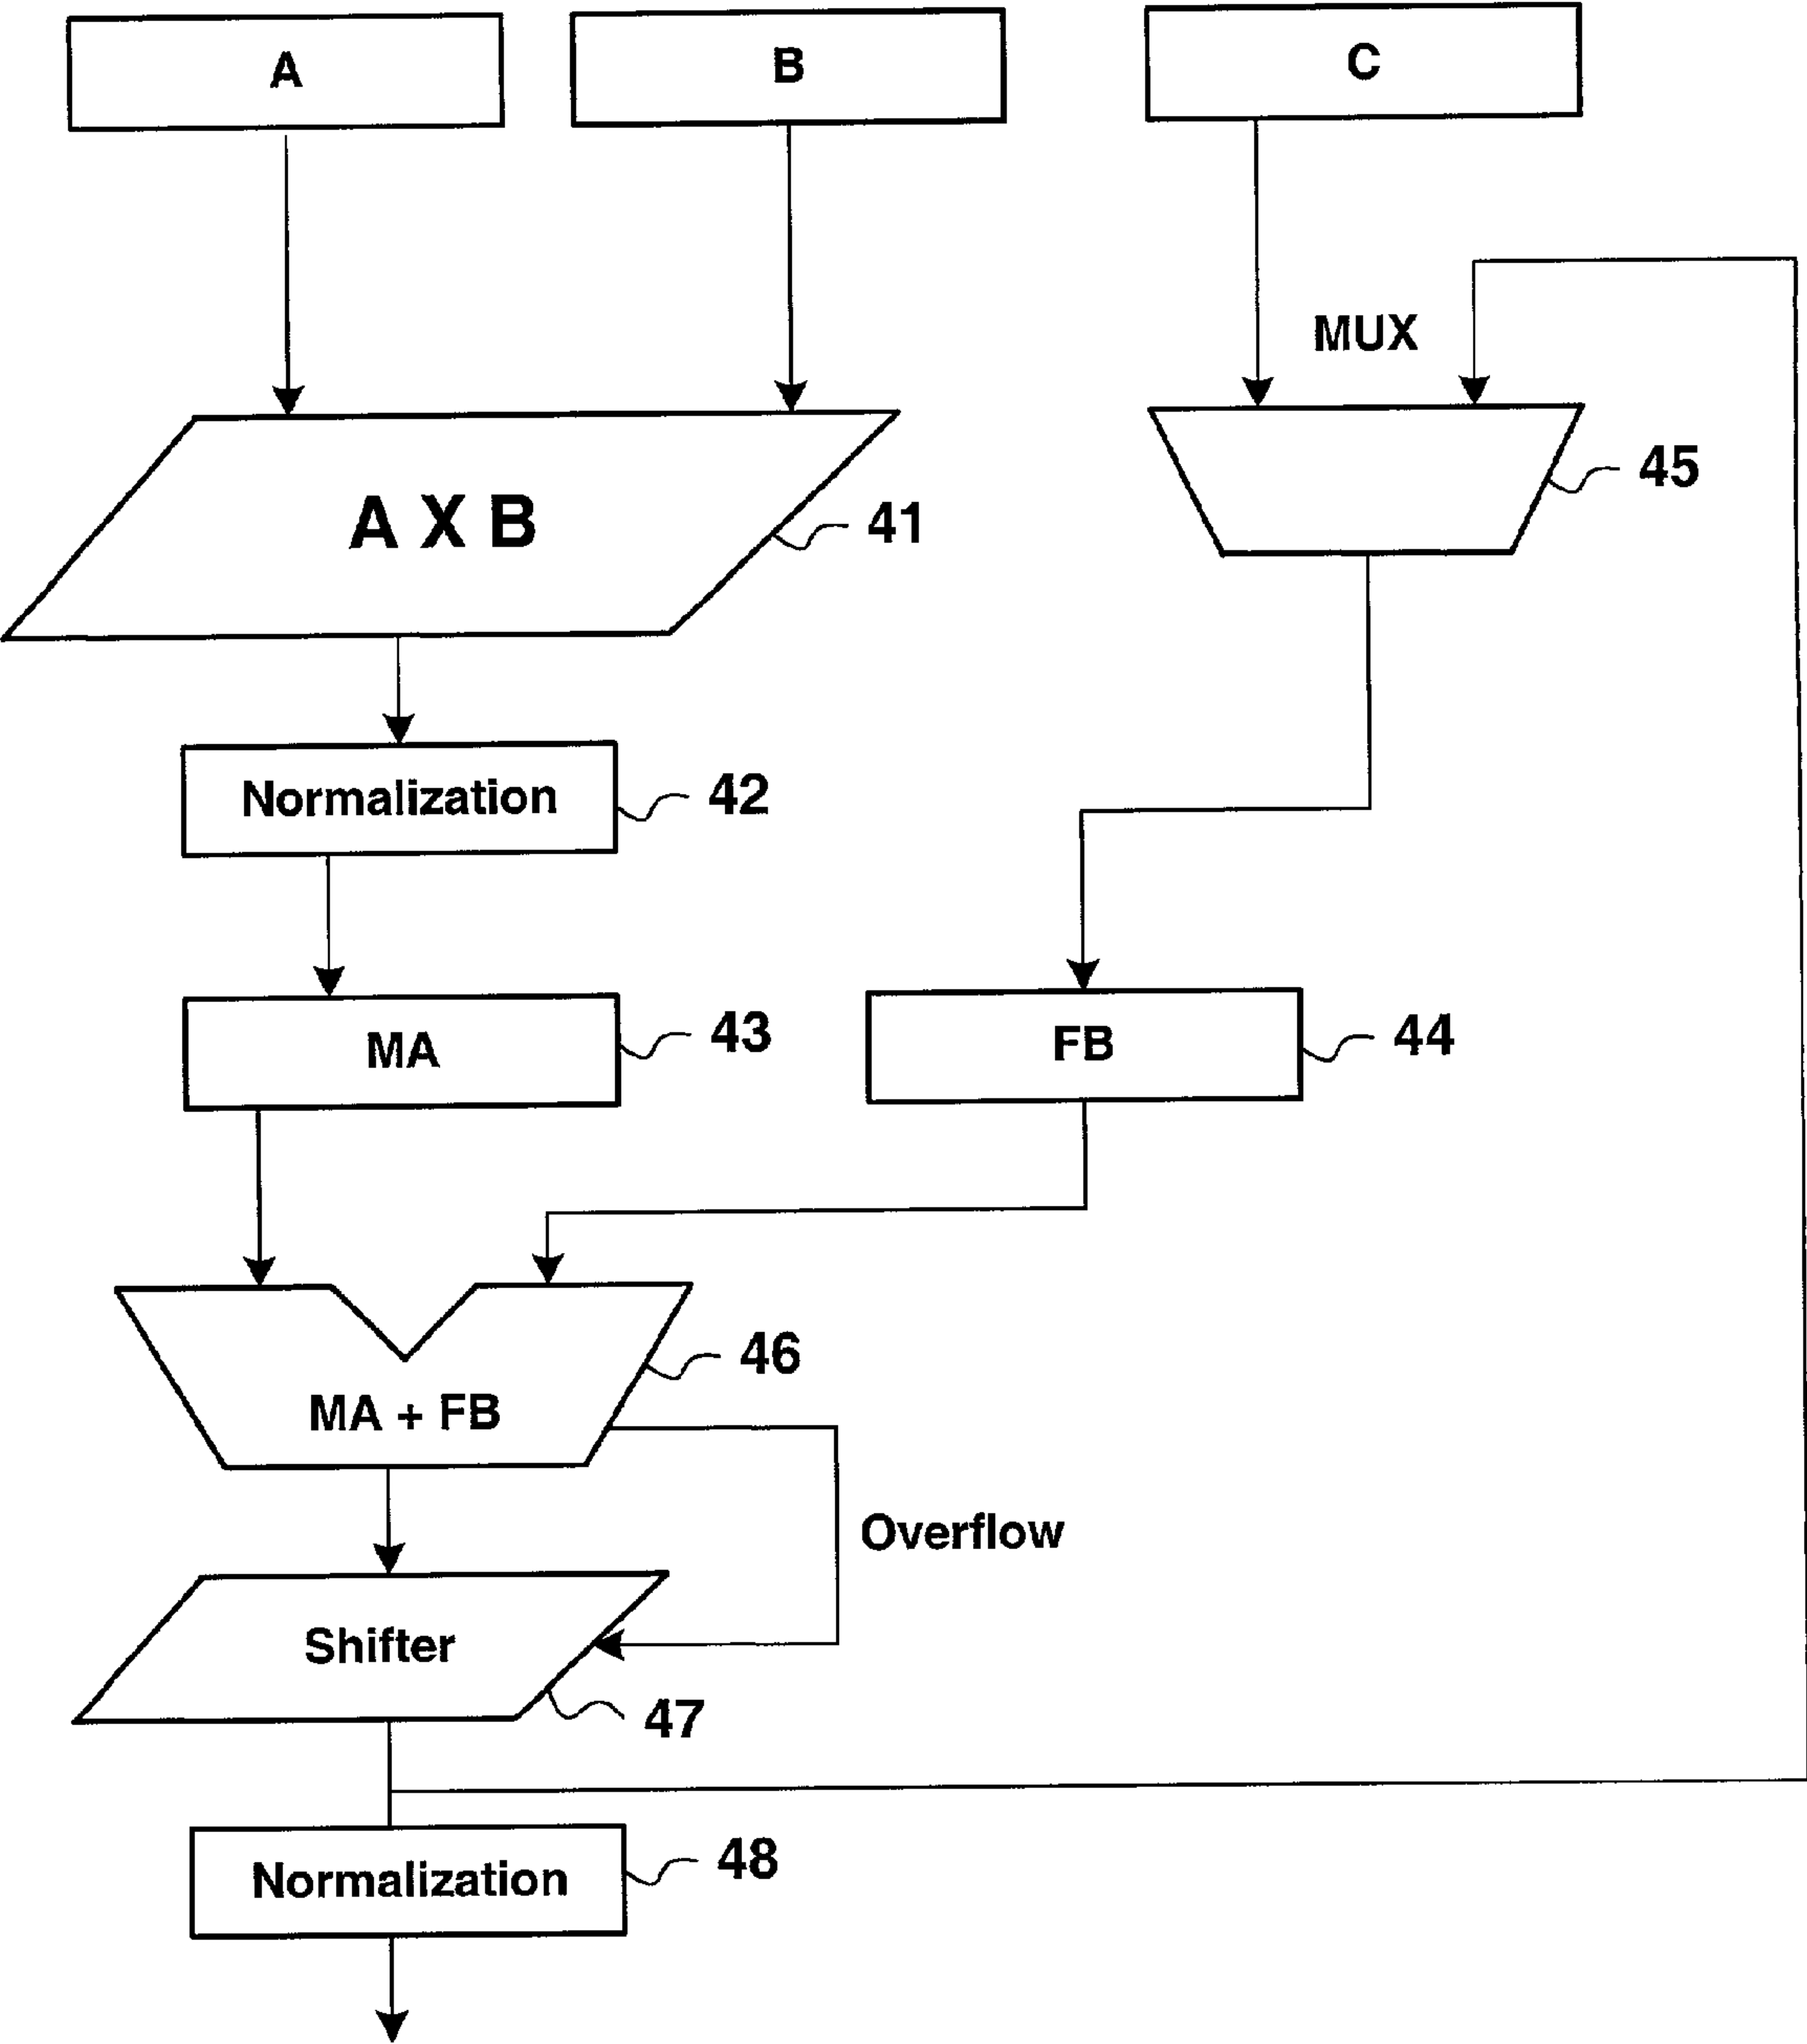 A
B
C
MUX
45
A X B
41
Normalization
42
MA
43
FB
44
46
MA + FB
Overflow
Shifter
47
Normalization
48